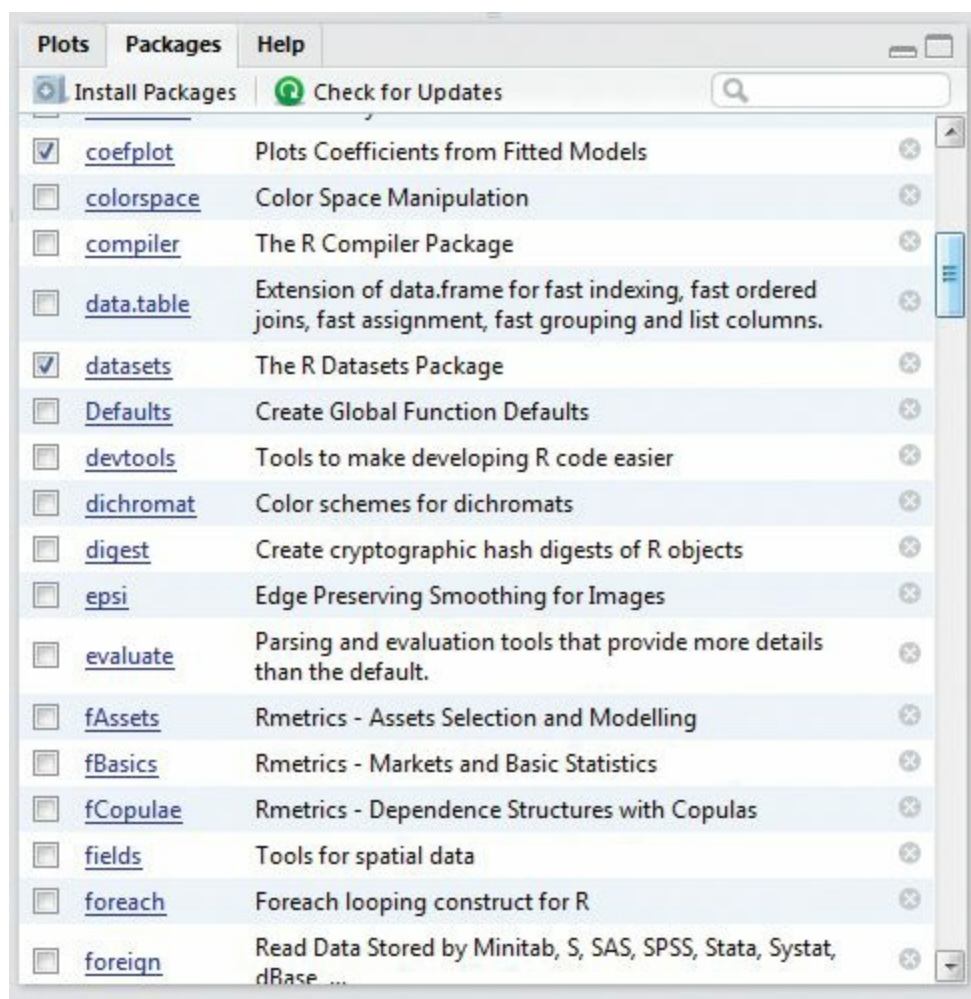 Plots Packages Help
Install Packages Check for Updates
coefplot Plots Coefficients from Fitted Models
colorspace Color Space Manipulation
compiler The R Compiler Package
data.table Extension of data.frame for fast indexing, fast ordered
joins, fast assignment, fast grouping and list columns.
datasets The R Datasets Package
Defaults Create Global Function Defaults
devtools Tools to make developing R code easier
dichromat Color schemes for dichromats
digest Create cryptographic hash digests of R objects
epsi Edge Preserving Smoothing for Images
evaluate Parsing and evaluation tools that provide more details
than the default.
fAssets Rmetrics - Assets Selection and Modelling
fBasics Rmetrics - Markets and Basic Statistics
fCopulae Rmetrics - Dependence Structures with Copulas
fields Tools for spatial data
foreach Foreach looping construct for R
foreign Read Data Stored by Minitab, S, SAS, SPSS, Stata, Systat,
dBase, ...